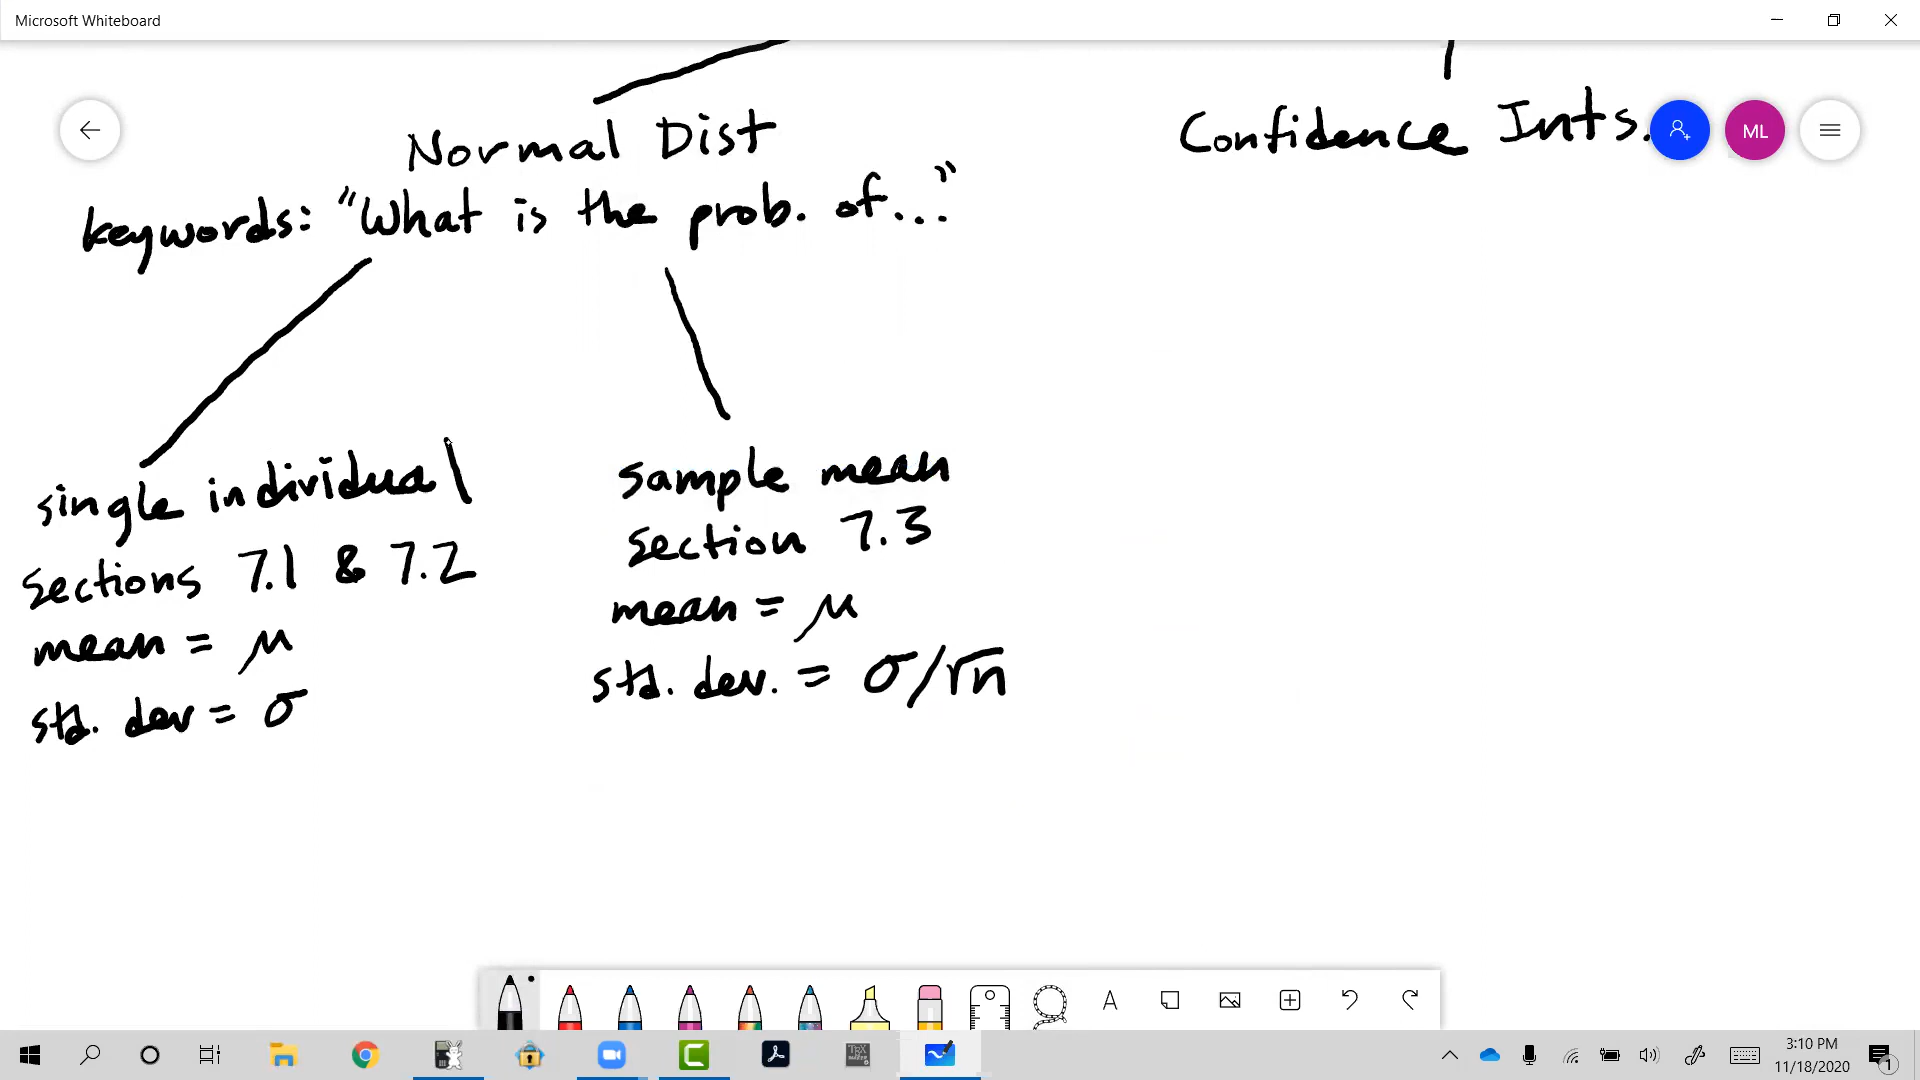 Microsoft Whiteboard
Normal Dist
keywords: "What is the prob. of..."
single individual
sections 7.1 & 7.2
mean = μ
std. dev = σ
sample mean
section 7.3
mean = μ
std. dev. = σ/√n
Confidence Ints.
ML
A
3:10 PM
11/18/2020
1